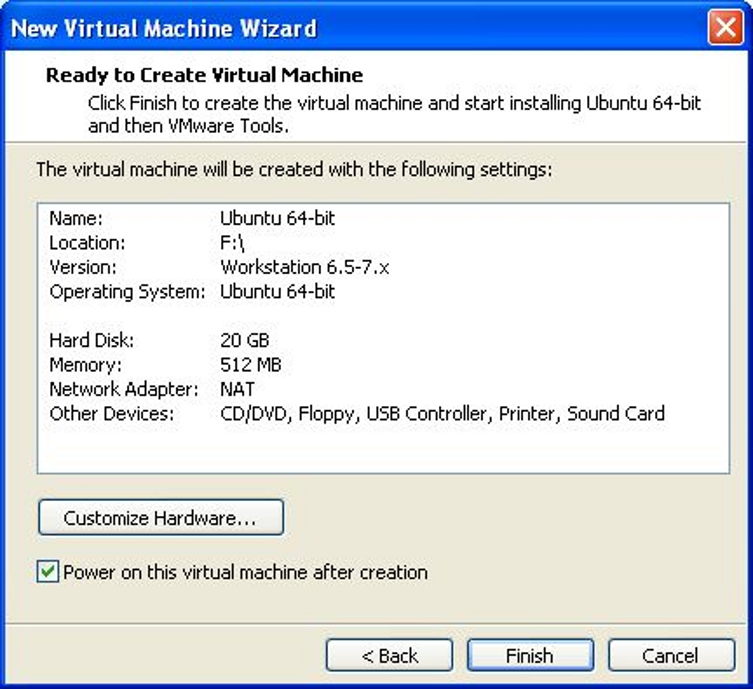 New Virtual Machine Wizard
Ready to Create Virtual Machine
Click Finish to create the virtual machine and start installing Ubuntu 64-bit
and then VMware Tools.
The virtual machine will be created with the following settings:
Name: Ubuntu 64-bit
Location: F:\
Version: Workstation 6.5-7.x
Operating System: Ubuntu 64-bit
Hard Disk: 20 GB
Memory: 512 MB
Network Adapter: NAT
Other Devices: CD/DVD, Floppy, USB Controller, Printer, Sound Card
Customize Hardware...
Power on this virtual machine after creation
< Back Finish Cancel